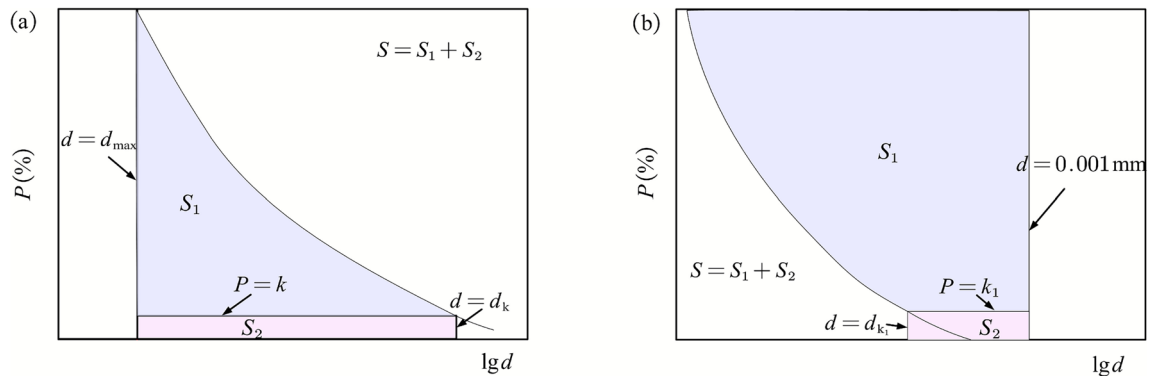 (a)
S = S₁ + S₂
d = d_max
P(%)
S₁
P = k
d = d_k
S₂
lg d
(b)
S₁
d = 0.001 mm
P(%)
S = S₁ + S₂
P = k₁
d = d_k₁
S₂
lg d